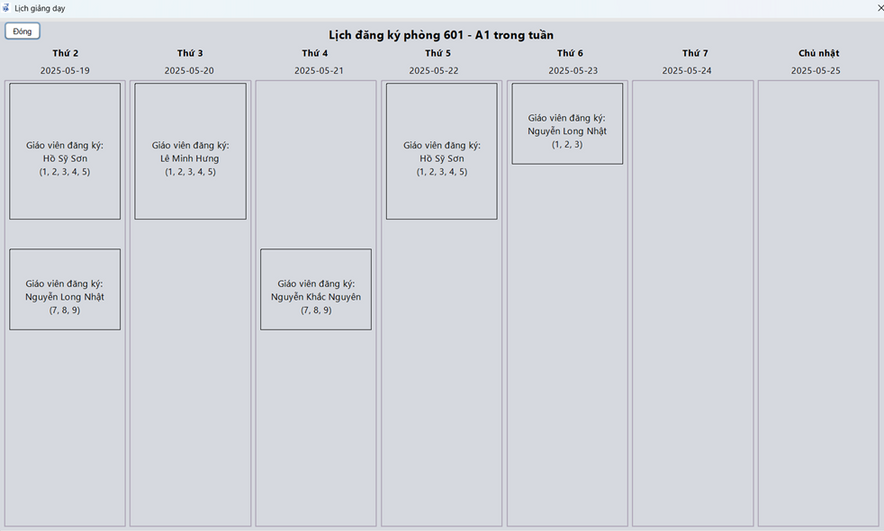 Lịch giảng dạy
Đóng
Lịch đăng ký phòng 601 - A1 trong tuần
Thứ 2
Thứ 3
Thứ 4
Thứ 5
Thứ 6
Thứ 7
Chủ nhật
2025-05-19
2025-05-20
2025-05-21
2025-05-22
2025-05-23
2025-05-24
2025-05-25
Giáo viên đăng ký:
Hồ Sỹ Sơn
(1, 2, 3, 4, 5)
Giáo viên đăng ký:
Nguyễn Long Nhật
(7, 8, 9)
Giáo viên đăng ký:
Lê Minh Hưng
(1, 2, 3, 4, 5)
Giáo viên đăng ký:
Nguyễn Khắc Nguyên
(7, 8, 9)
Giáo viên đăng ký:
Hồ Sỹ Sơn
(1, 2, 3, 4, 5)
Giáo viên đăng ký:
Nguyễn Long Nhật
(1, 2, 3)